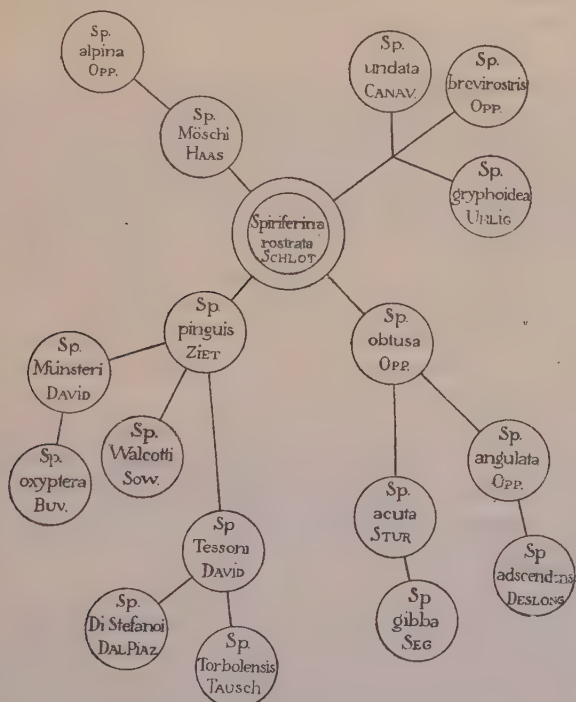 Sp.
alpina
OPP.
Sp.
undata
CANAV.
Sp.
brevirostris
OPP.
Sp.
Möschi
HAAS
Sp.
gryphoidea
UHLIG
Spiriferina
rostrata
SCHLOT
Sp.
pinguis
ZIET
Sp.
obtusa
OPP.
Sp.
Münsteri
DAVID
Sp.
Walcotti
SOW.
Sp.
oxyptera
BUV.
Sp.
angulata
OPP.
Sp.
acuta
STUR
Sp
Tessoni
DAVID
Sp
adscendens
DESLONG
Sp
gibba
SEG
Sp.
Di Stefanoi
DAL PIAZ
Sp.
Torbolensis
TAUSCH